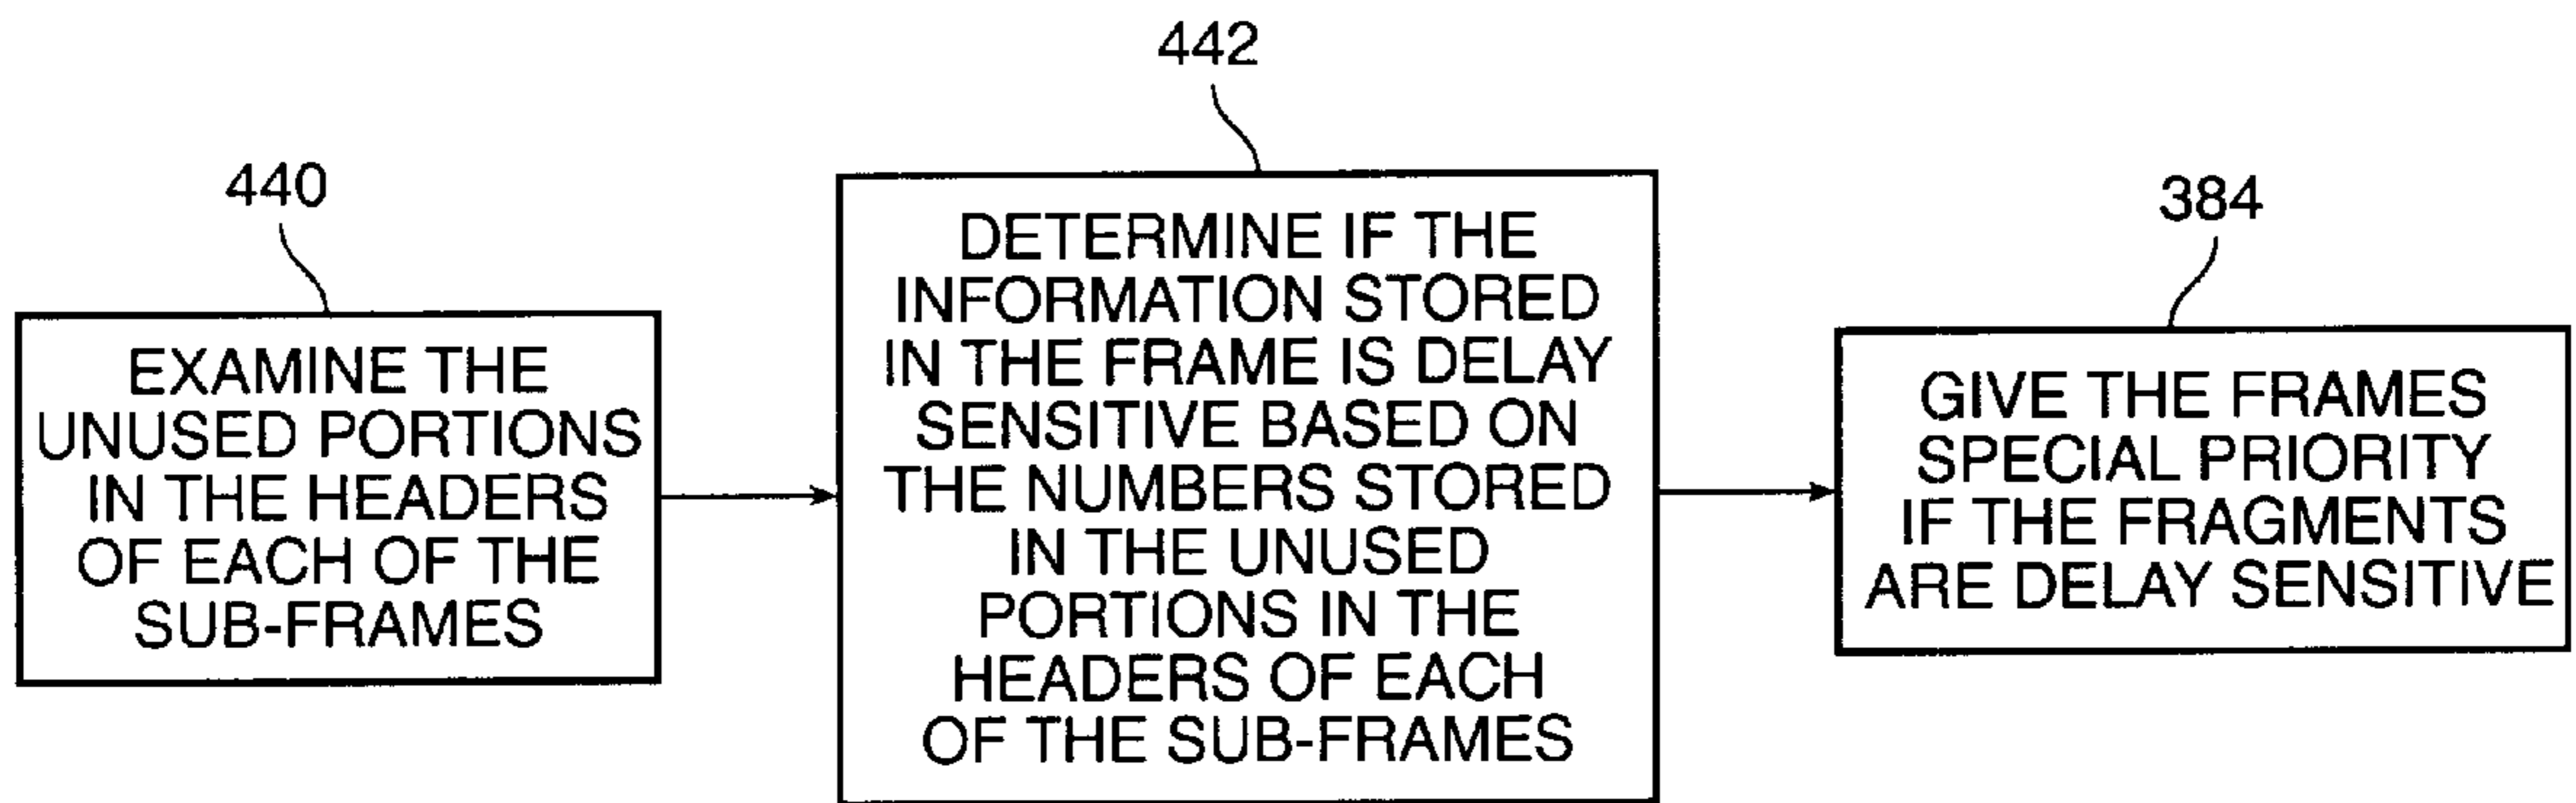 440
EXAMINE THE
UNUSED PORTIONS
IN THE HEADERS
OF EACH OF THE
SUB-FRAMES
442
DETERMINE IF THE
INFORMATION STORED
IN THE FRAME IS DELAY
SENSITIVE BASED ON
THE NUMBERS STORED
IN THE UNUSED
PORTIONS IN THE
HEADERS OF EACH
OF THE SUB-FRAMES
384
GIVE THE FRAMES
SPECIAL PRIORITY
IF THE FRAGMENTS
ARE DELAY SENSITIVE